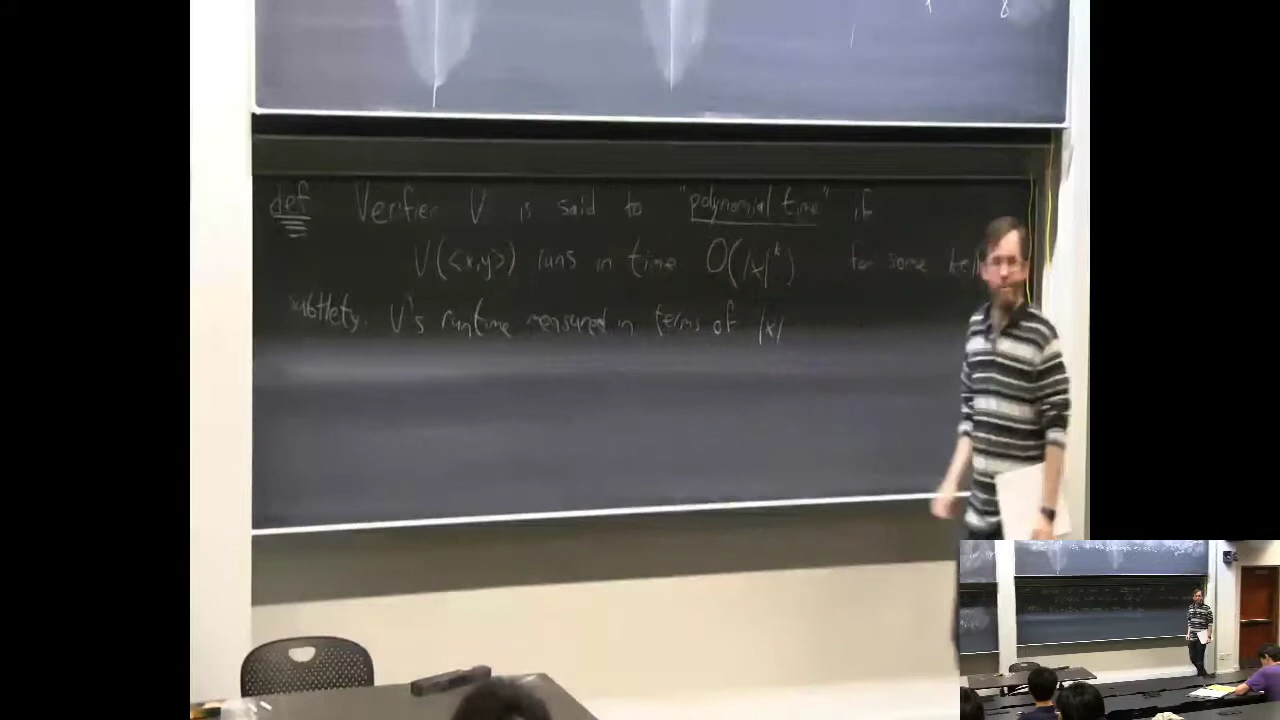 def Verifier V is said to "polynomial time" if
V(<x,y>) runs in time O(|x|^k) for some
subtlety. V's runtime measured in terms of |x|